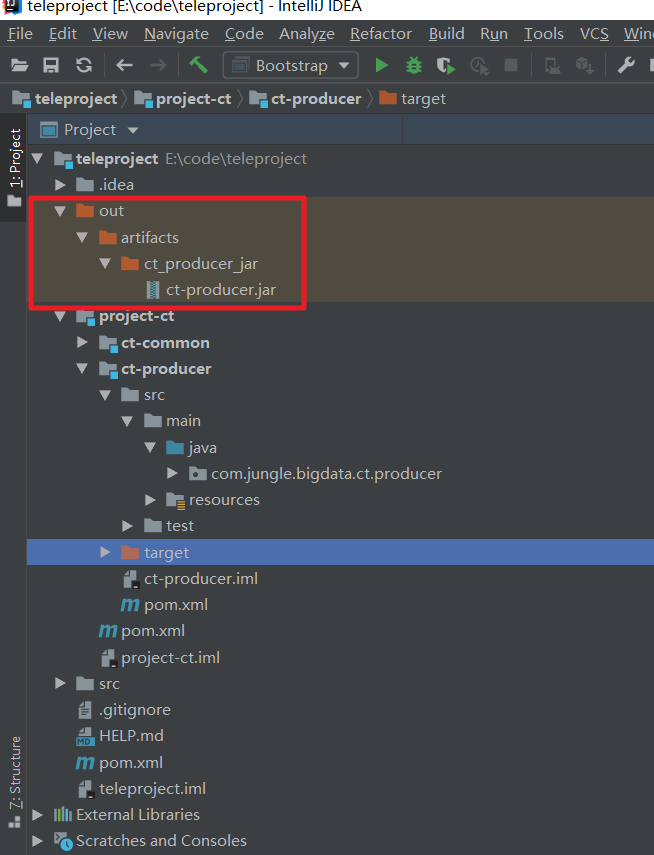 teleproject [E:\code\teleproject] - IntelliJ IDEA
File Edit View Navigate Code Analyze Refactor Build Run Tools VCS Win
Bootstrap
teleproject project-ct ct-producer target
1: Project
Project
teleproject E:\code\teleproject
.idea
out
artifacts
ct_producer_jar
ct-producer.jar
project-ct
ct-common
ct-producer
src
main
java
com.jungle.bigdata.ct.producer
resources
test
target
ct-producer.iml
m pom.xml
m pom.xml
project-ct.iml
src
.gitignore
MD HELP.md
m pom.xml
teleproject.iml
7: Structure
External Libraries
Scratches and Consoles